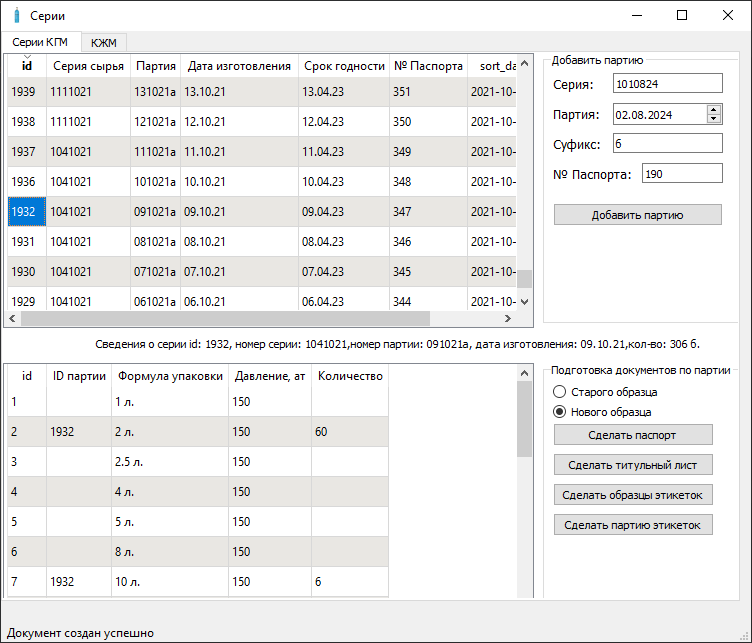 Серии
Серии КГМ КЖМ
id Серия сырья Партия Дата изготовления Срок годности № Паспорта sort_da
1939 1111021 131021а 13.10.21 13.04.23 351 2021-10-
1938 1111021 121021а 12.10.21 12.04.23 350 2021-10-
1937 1041021 111021а 11.10.21 11.04.23 349 2021-10-
1936 1041021 101021а 10.10.21 10.04.23 348 2021-10-
1932 1041021 091021а 09.10.21 09.04.23 347 2021-10-
1931 1041021 081021а 08.10.21 08.04.23 346 2021-10-
1930 1041021 071021а 07.10.21 07.04.23 345 2021-10-
1929 1041021 061021а 06.10.21 06.04.23 344 2021-10-
Добавить партию
Серия: 1010824
Партия: 02.08.2024
Суфикс: б
№ Паспорта: 190
Добавить партию
Сведения о серии id: 1932, номер серии: 1041021,номер партии: 091021а, дата изготовления: 09.10.21,кол-во: 306 б.
id ID партии Формула упаковки Давление, ат Количество
1 1 л. 150
2 1932 2 л. 150 60
3 2.5 л. 150
4 4 л. 150
5 5 л. 150
6 8 л. 150
7 1932 10 л. 150 6
Подготовка документов по партии
Старого образца
Нового образца
Сделать паспорт
Сделать титульный лист
Сделать образцы этикеток
Сделать партию этикеток
Документ создан успешно